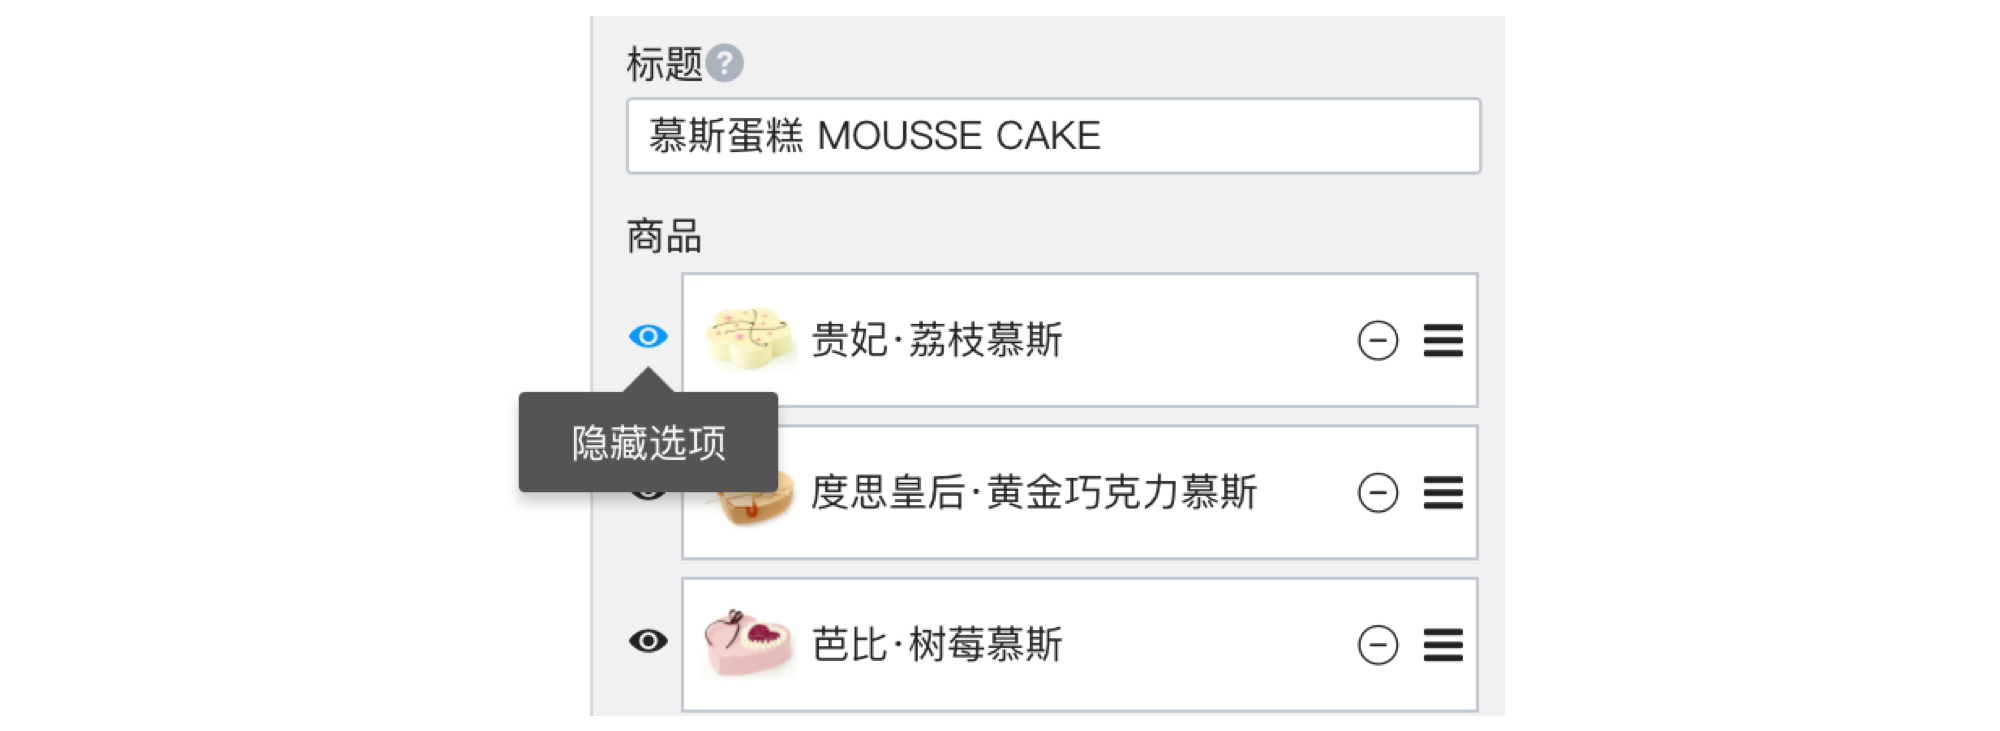 标题?
慕斯蛋糕 MOUSSE CAKE
商品
贵妃·荔枝慕斯
隐藏选项
度思皇后·黄金巧克力慕斯
芭比·树莓慕斯